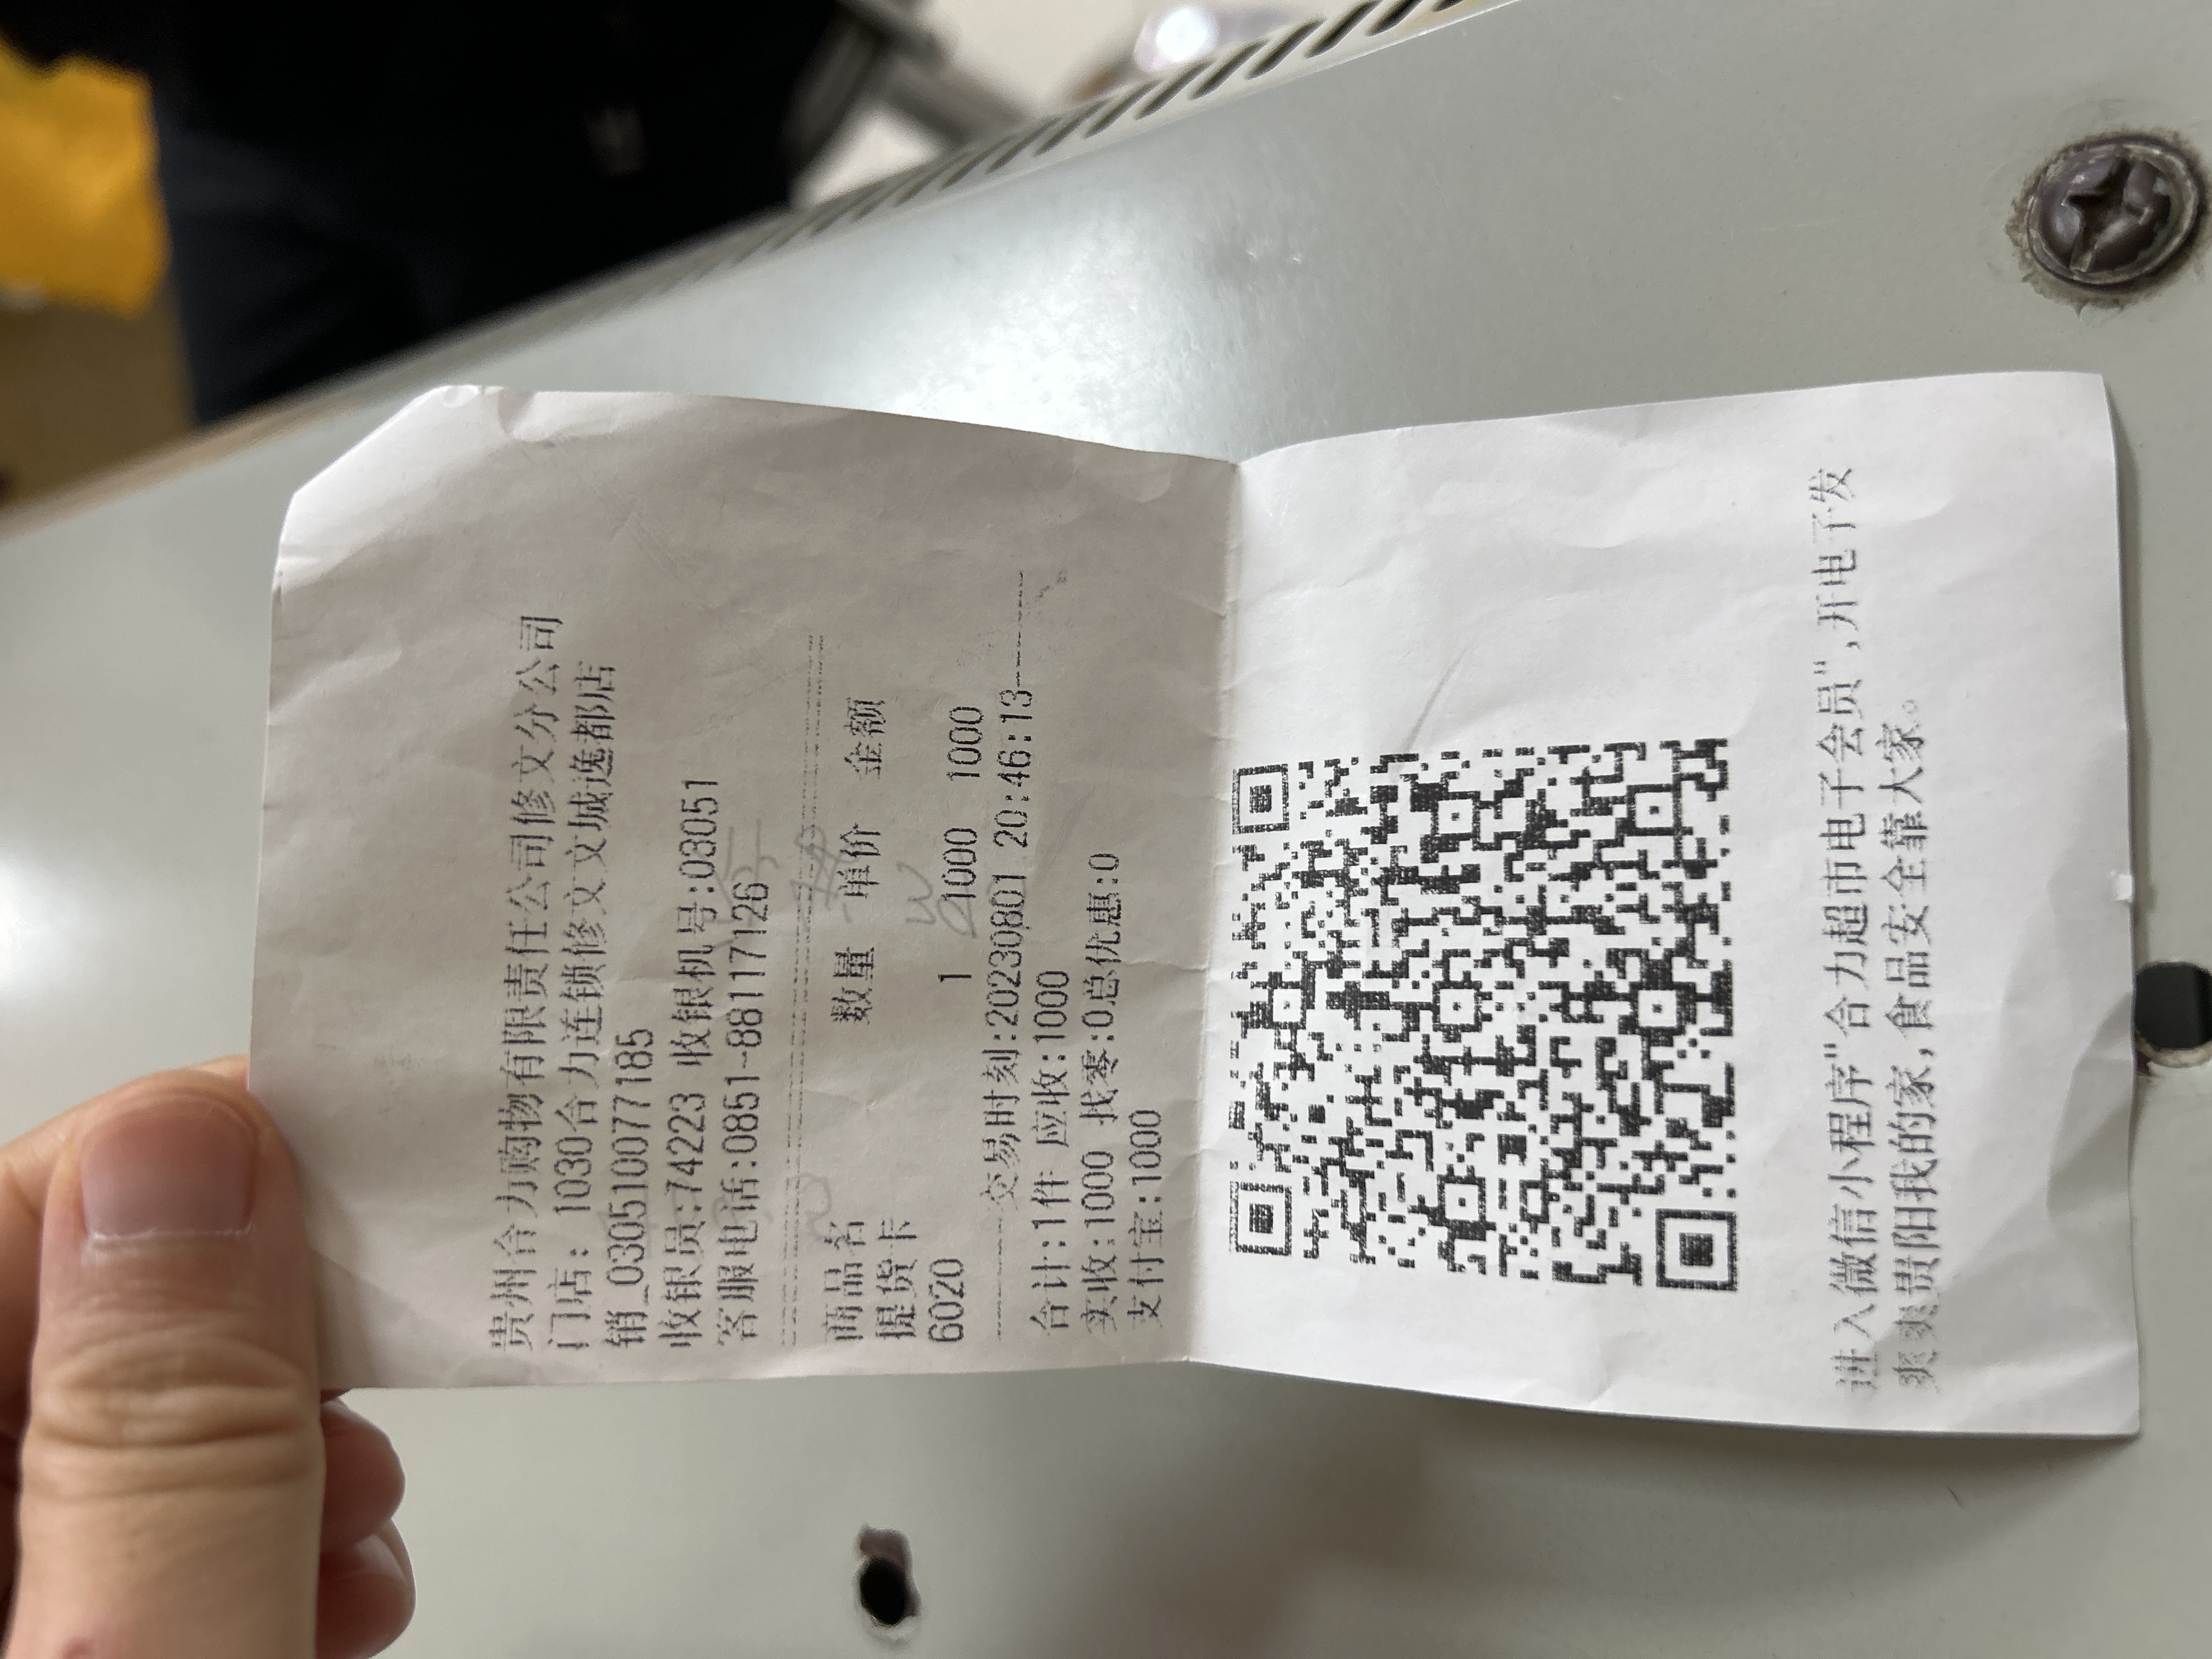 贵州合力购物有限责任公司修文分公司
门店: 1030合力连锁修文文城逸都店
销_030510077185
收银员:74223 收银机号:03051
客服电话:0851-88117126
商品名 数量 单价 金额
提货卡
6020 1 1000 1000
交易时刻:20230801 20:46:13
合计:1件 应收:1000
实收:1000 找零:0总优惠:0
支付宝:1000
进入微信小程序"合力超市电子会员",开电子发
爽爽贵阳我的家,食品安全靠大家。